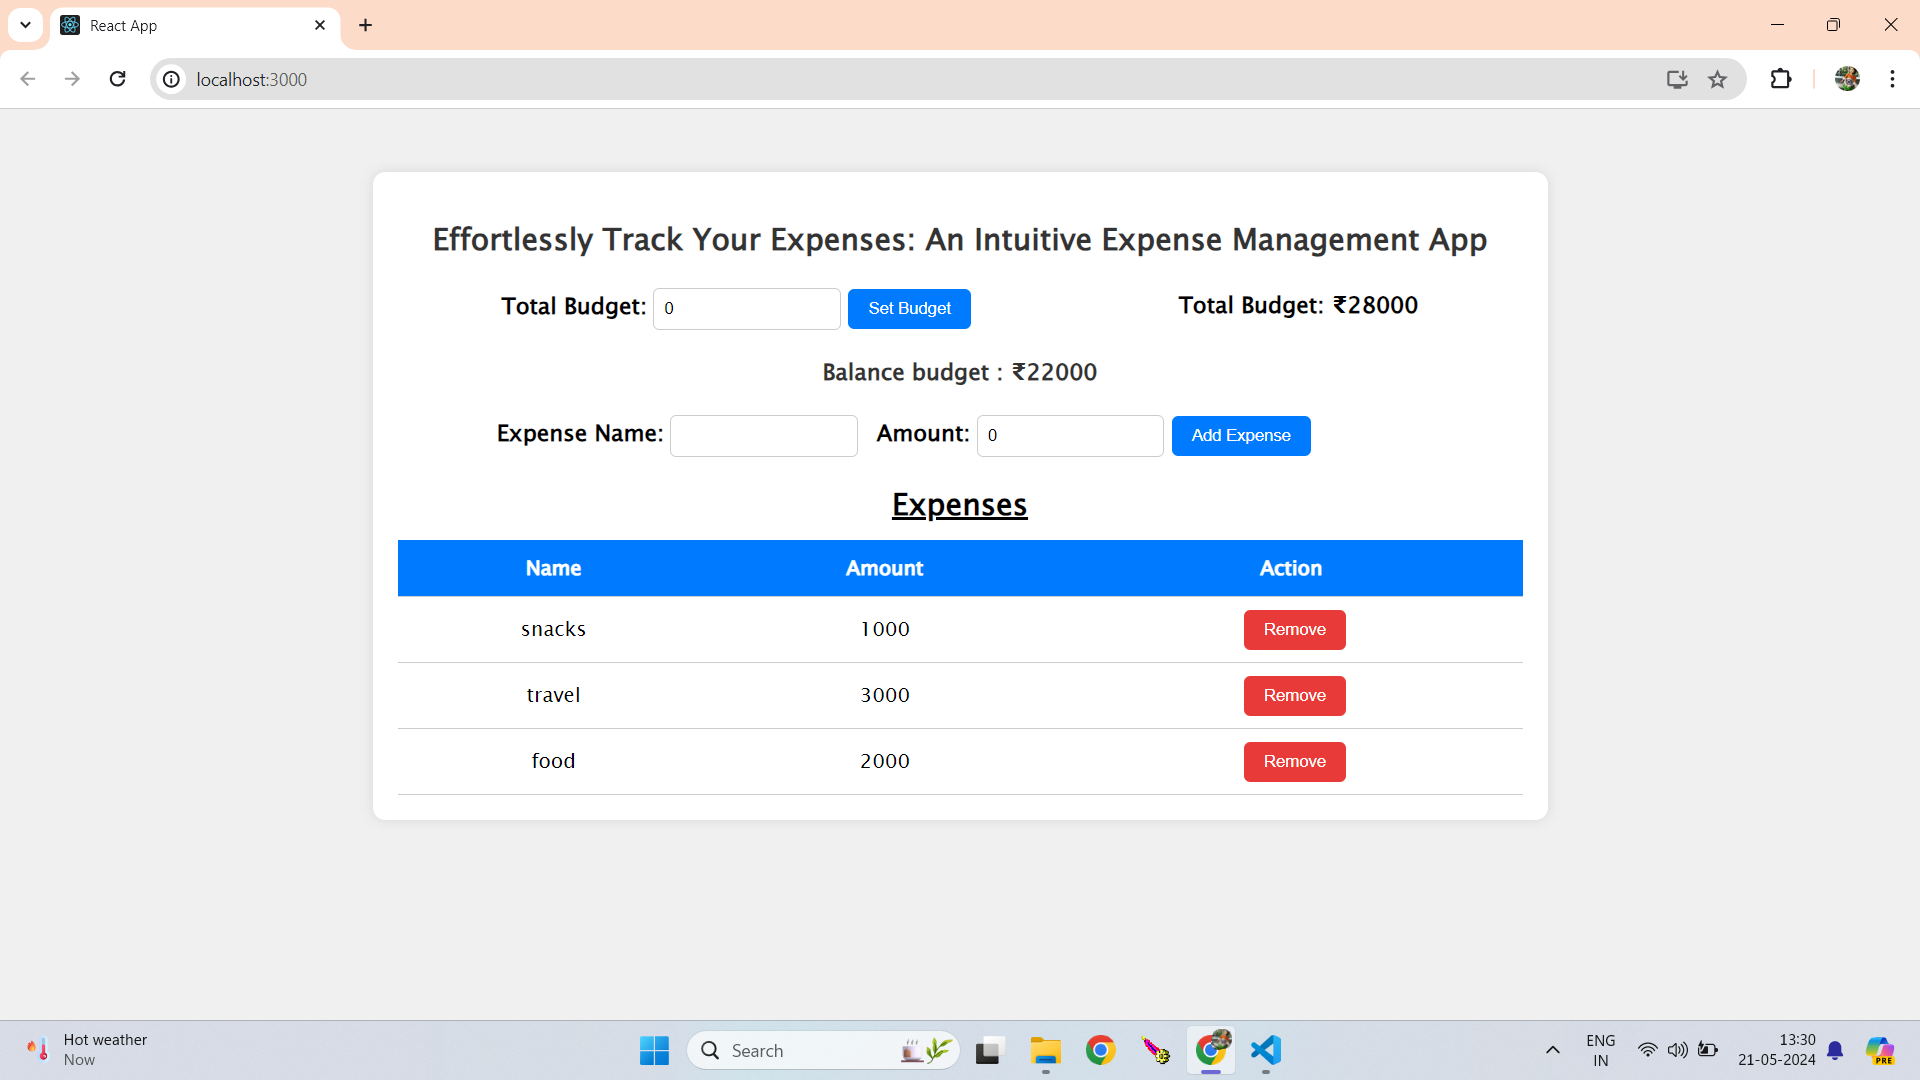 React App
localhost:3000
Effortlessly Track Your Expenses: An Intuitive Expense Management App
Total Budget: 0 Set Budget Total Budget: ₹28000
Balance budget : ₹22000
Expense Name: Amount: 0 Add Expense
Expenses
Name Amount Action
snacks 1000 Remove
travel 3000 Remove
food 2000 Remove
Hot weather
Now
Search
ENG
IN
13:30
21-05-2024
PRE